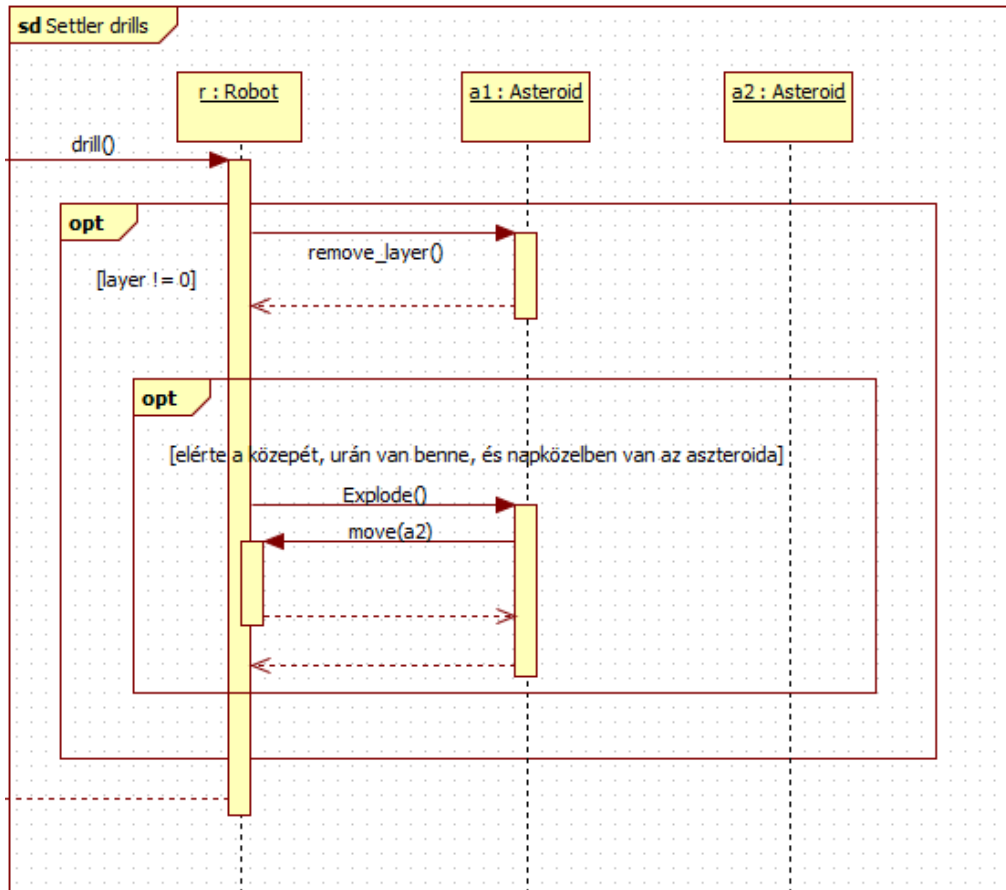 sd Settler drills
r : Robot
a1 : Asteroid
a2 : Asteroid
drill()
opt
remove_layer()
[layer != 0]
opt
[elérte a közepét, urán van benne, és napközelben van az aszteroida]
Explode()
move(a2)